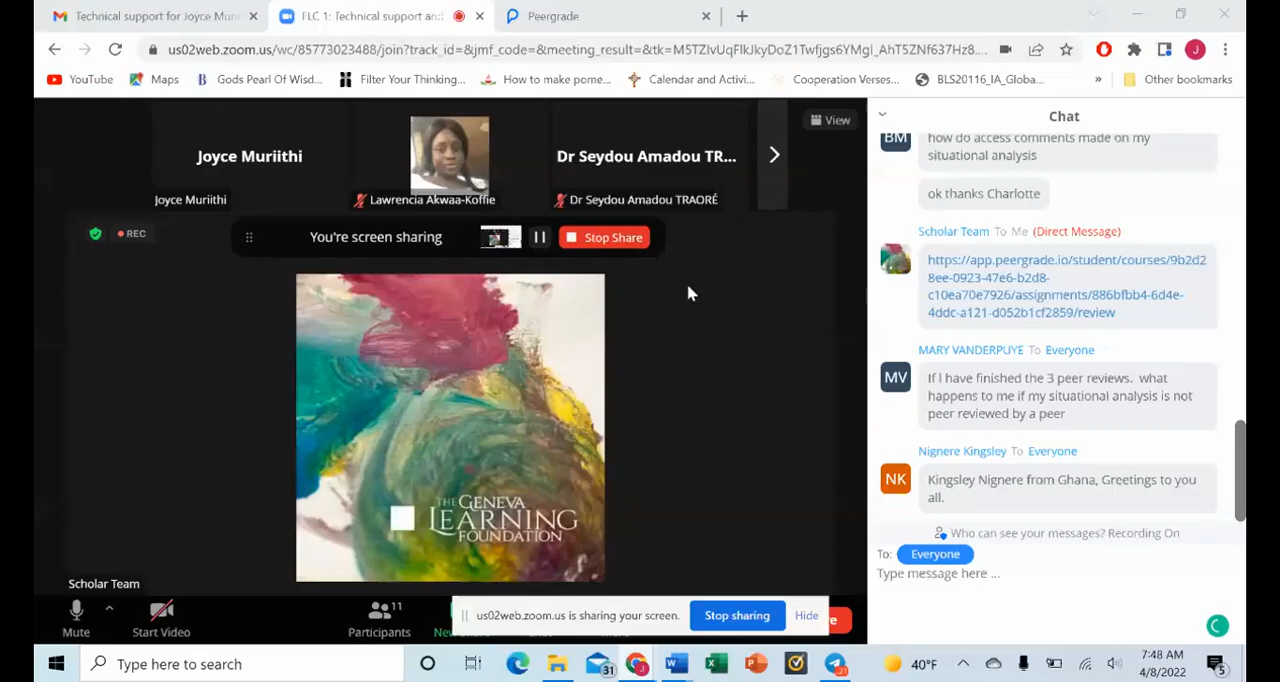 Technical support for Joyce Muri
FLC 1: Technical support and
Peergrade
us02web.zoom.us/wc/85773023488/join?track_id=&jmf_code=&meeting_result=&tk=M5TZIvUqFlkJkyDoZ1Twfjgs6YMgI_AhT5ZNf637Hz8....
J
YouTube
Maps
Gods Pearl Of Wisd...
Filter Your Thinking,...
How to make pome...
Calendar and Activi...
Cooperation Verses...
BLS20116_IA_Globa...
»
Other bookmarks
Joyce Muriithi
Dr Seydou Amadou TR...
Joyce Muriithi
Lawrencia Akwaa-Koffie
Dr Seydou Amadou TRAORÉ
View
REC
You're screen sharing
Stop Share
THE GENEVA
LEARNING
FOUNDATION
Scholar Team
Mute
Start Video
Participants
11
us02web.zoom.us is sharing your screen.
Stop sharing
Hide
Chat
BM
how do access comments made on my
situational analysis
ok thanks Charlotte
Scholar Team To Me (Direct Message)
https://app.peergrade.io/student/courses/9b2d2
8ee-0923-47e6-b2d8-
c10ea70e7926/assignments/886bfbb4-6d4e-
4ddc-a121-d052b1cf2859/review
MARY VANDERPUYE To Everyone
MV
If I have finished the 3 peer reviews. what
happens to me if my situational analysis is not
peer reviewed by a peer
Nignere Kingsley To Everyone
NK
Kingsley Nignere from Ghana, Greetings to you
all.
Who can see your messages? Recording On
To: Everyone
Type message here ...
Type here to search
31
40°F
7:48 AM
4/8/2022
5